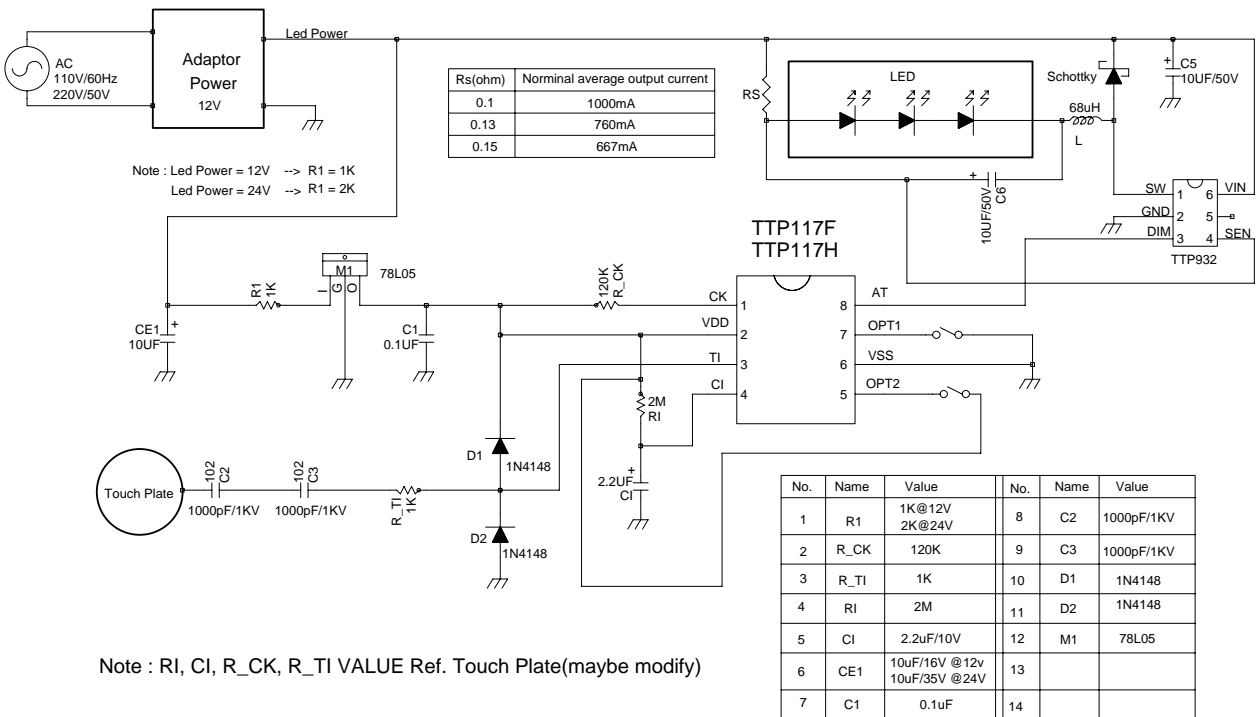 Led Power
AC
110V/60Hz
220V/50V
Adaptor
Power
12V
Rs(ohm) Norminal average output current
0.1 1000mA
0.13 760mA
0.15 667mA
Note : Led Power = 12V --> R1 = 1K
Led Power = 24V --> R1 = 2K
RS
LED
Schottky
68uH
L
+ C5
10UF/50V
+
10UF/50V
C6
SW 1 6 VIN
GND 2 5
DIM 3 4 SEN
TTP932
TTP117F
TTP117H
R1
1K
M1
I G O
78L05
120K
R_CK
CE1 +
10UF
C1
0.1UF
CK 1 8 AT
VDD 2 7 OPT1
TI 3 6 VSS
CI 4 5 OPT2
2M
RI
+
2.2UF
CI
Touch Plate
102
C2
1000pF/1KV
102
C3
1000pF/1KV
R_TI
1K
D1
1N4148
D2
1N4148
No. Name Value No. Name Value
1 R1 1K@12V 8 C2 1000pF/1KV
2K@24V
2 R_CK 120K 9 C3 1000pF/1KV
3 R_TI 1K 10 D1 1N4148
4 RI 2M 11 D2 1N4148
5 CI 2.2uF/10V 12 M1 78L05
6 CE1 10uF/16V @12v 13
10uF/35V @24V
7 C1 0.1uF 14
Note : RI, CI, R_CK, R_TI VALUE Ref. Touch Plate(maybe modify)